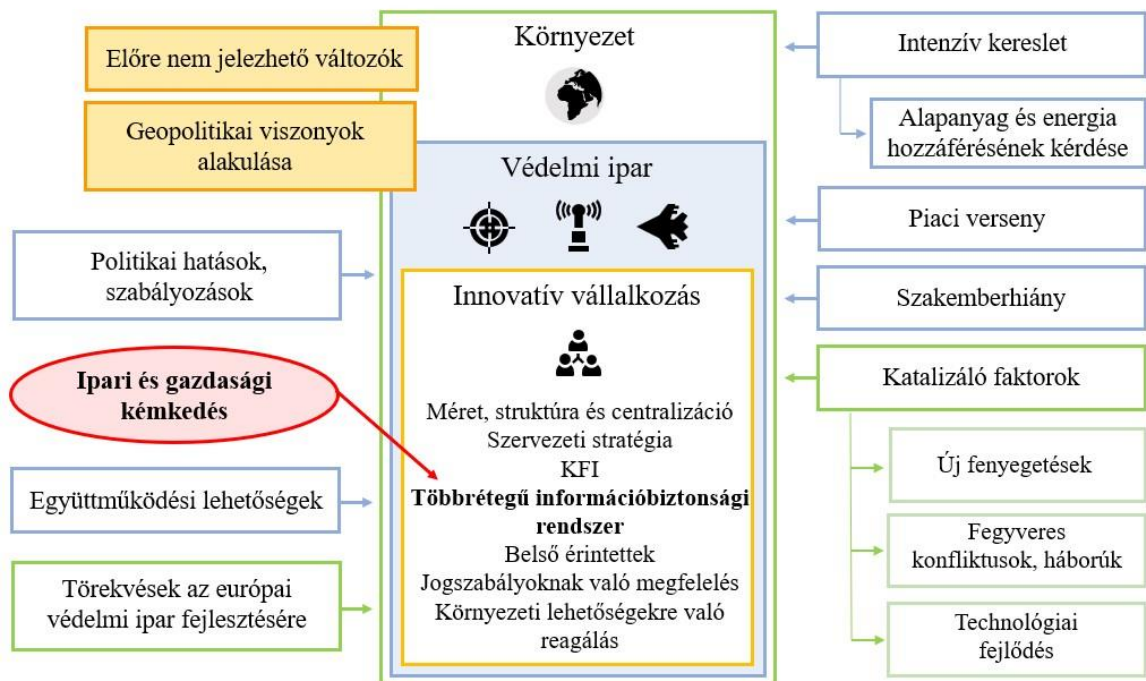 Előre nem jelezhető változók
Geopolitikai viszonyok
alakulása
Politikai hatások,
szabályozások
Ipari és gazdasági
kémkedés
Együttműködési lehetőségek
Törekvések az európai
védelmi ipar fejlesztésére
Környezet
Védelmi ipar
Innovatív vállalkozás
Méret, struktúra és centralizáció
Szervezeti stratégia
KFI
Többrétegű információbiztonsági
rendszer
Belső érintettek
Jogszabályoknak való megfelelés
Környezeti lehetőségekre való
reagálás
Intenzív kereslet
Alapanyag és energia
hozzáférésének kérdése
Piaci verseny
Szakemberhiány
Katalizáló faktorok
Új fenyegetések
Fegyveres
konfliktusok, háborúk
Technológiai
fejlődés